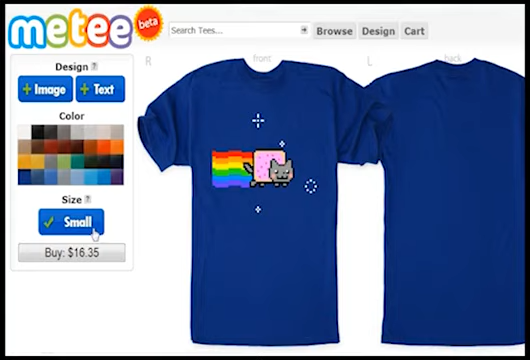 metee
beta
Search Tees...
Browse Design Cart
Design ?
+ Image + Text
Color
Size ?
Small
Buy: $16.35
R
front
L
back